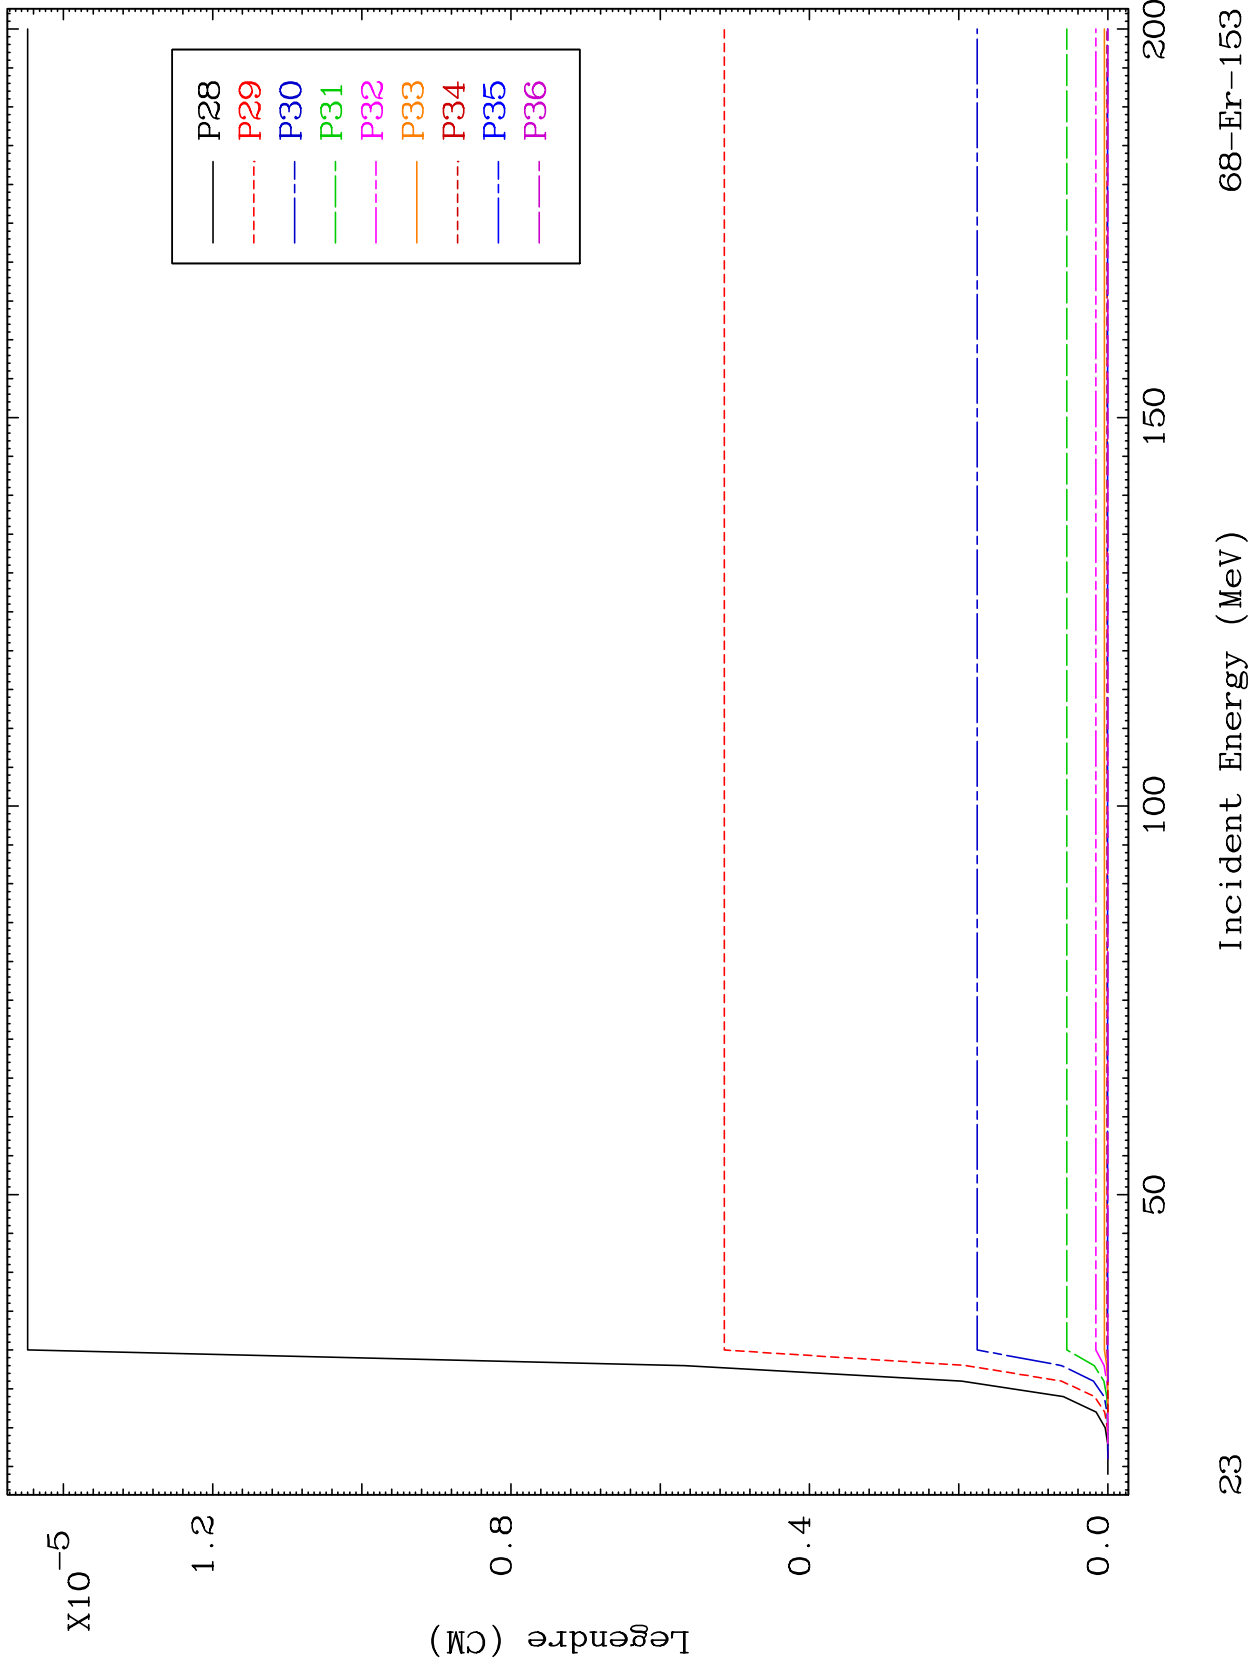 X10^-5
1.2
0.8
0.4
0.0
Legendre (CM)
P28
P29
P30
P31
P32
P33
P34
P35
P36
50
100
150
200
Incident Energy (MeV)
23
68-Er-153